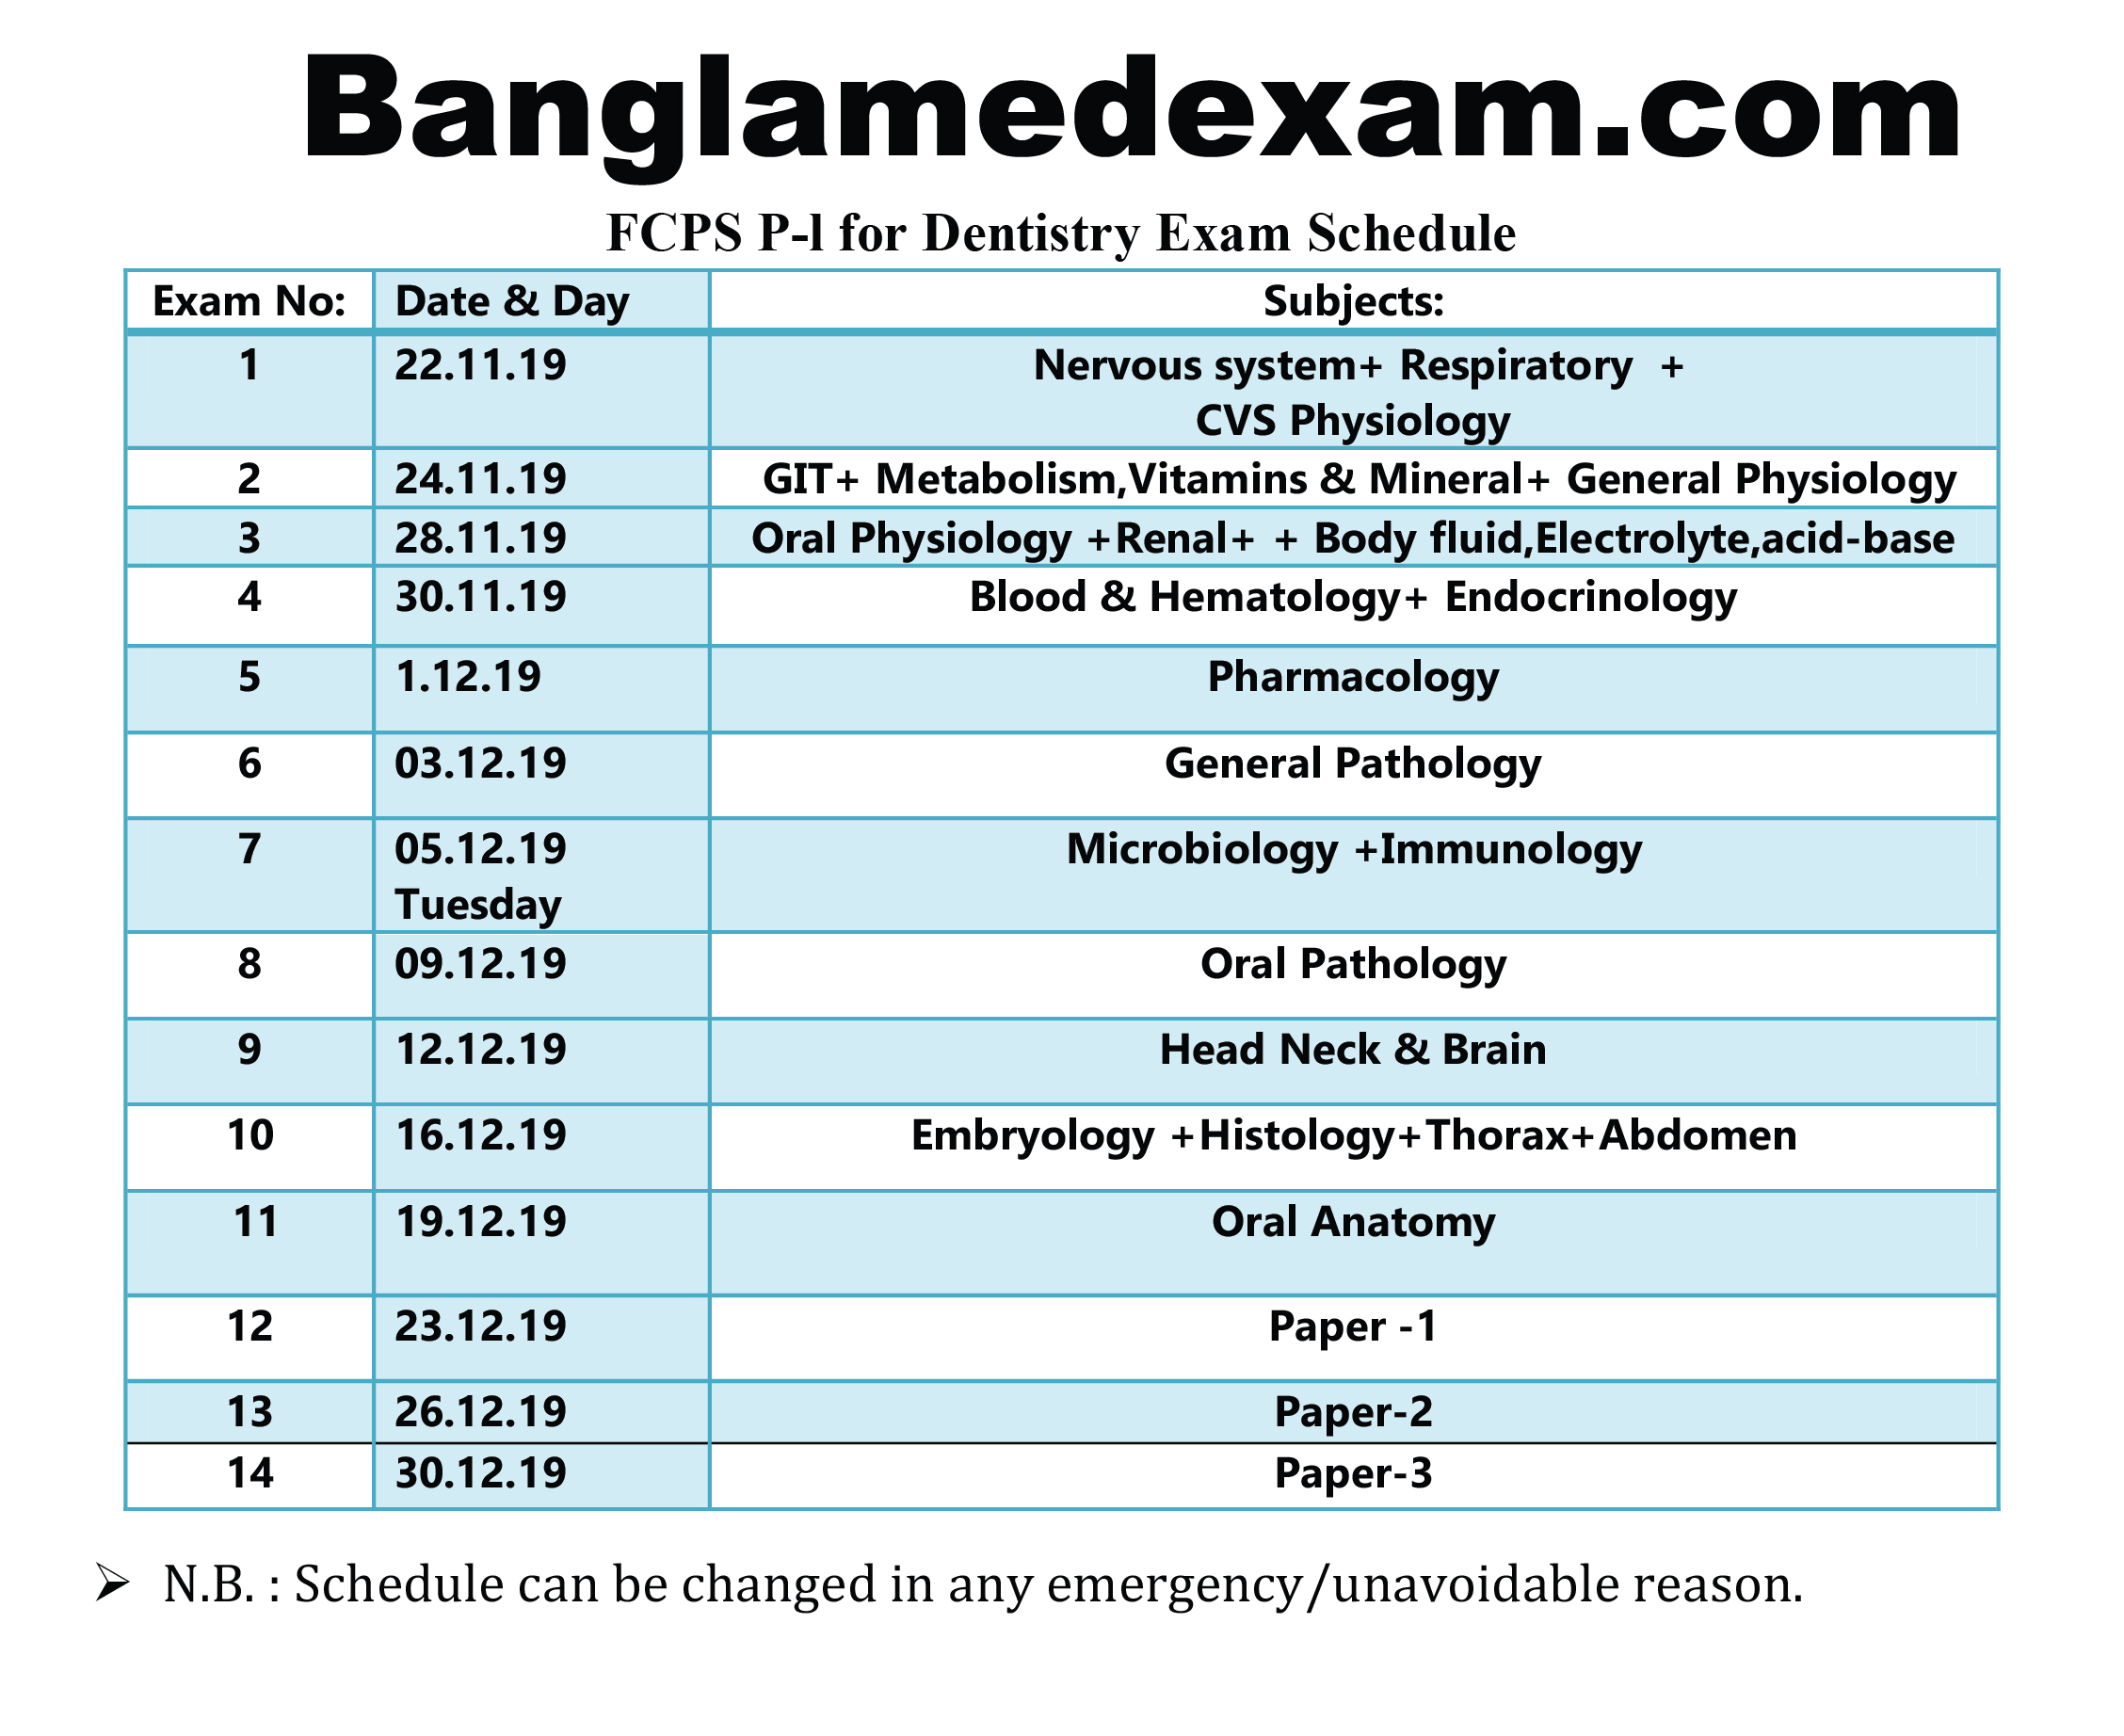 Banglamedexam.com
FCPS P-l for Dentistry Exam Schedule
Exam No: Date & Day Subjects:
1 22.11.19 Nervous system+ Respiratory +
CVS Physiology
2 24.11.19 GIT+ Metabolism,Vitamins & Mineral+ General Physiology
3 28.11.19 Oral Physiology +Renal+ + Body fluid,Electrolyte,acid-base
4 30.11.19 Blood & Hematology+ Endocrinology
5 1.12.19 Pharmacology
6 03.12.19 General Pathology
7 05.12.19 Microbiology +Immunology
Tuesday
8 09.12.19 Oral Pathology
9 12.12.19 Head Neck & Brain
10 16.12.19 Embryology +Histology+Thorax+Abdomen
11 19.12.19 Oral Anatomy
12 23.12.19 Paper -1
13 26.12.19 Paper-2
14 30.12.19 Paper-3
➢ N.B. : Schedule can be changed in any emergency/unavoidable reason.